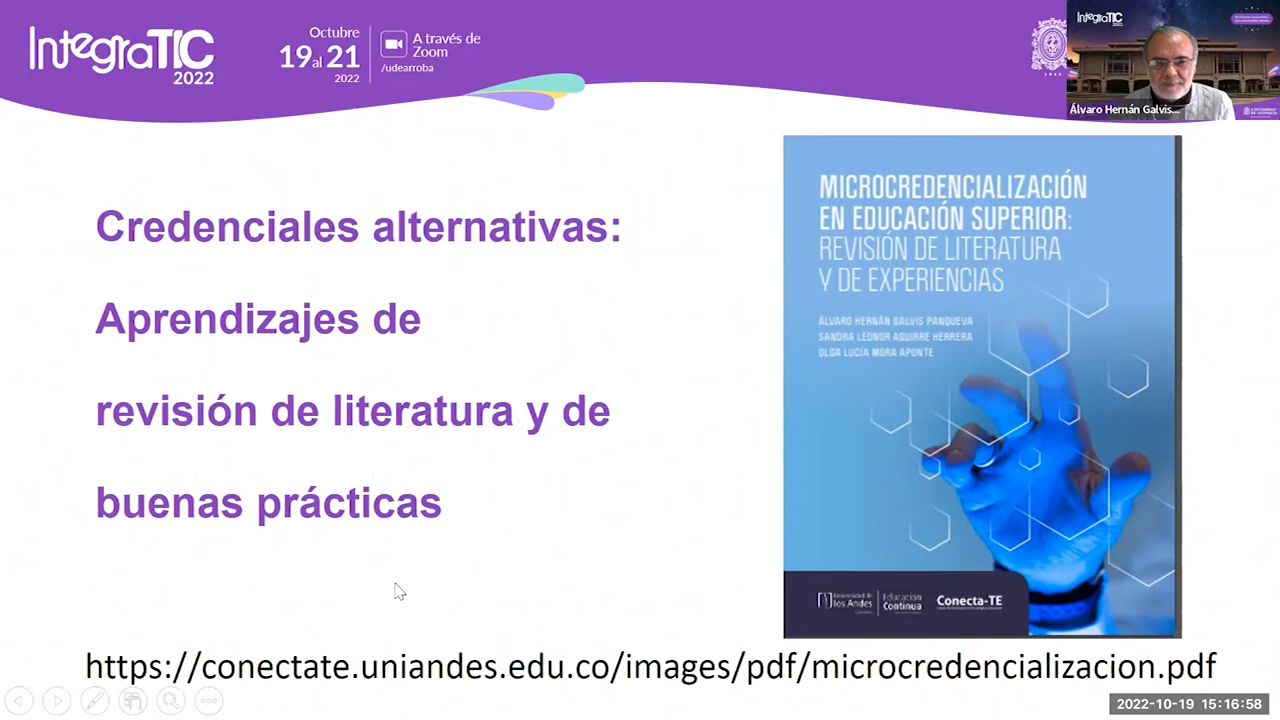 IntegraTIC
2022
Octubre
19 al 21
2022
A través de
Zoom
/udearroba
IntegraTIC
Álvaro Hernán Galvis...
Credenciales alternativas:
Aprendizajes de
revisión de literatura y de
buenas prácticas
MICROCREDENCIALIZACIÓN
EN EDUCACIÓN SUPERIOR:
REVISIÓN DE LITERATURA
Y DE EXPERIENCIAS
ÁLVARO HERNÁN GALVIS PANQUEVA
SANDRA LEONOR AGUIRRE HERRERA
OLGA LUCÍA MORA APONTE
Universidad de
los Andes
Educación
Continua
Conecta-TE
https://conectate.uniandes.edu.co/images/pdf/microcredencializacion.pdf
2022-10-19 15:16:58